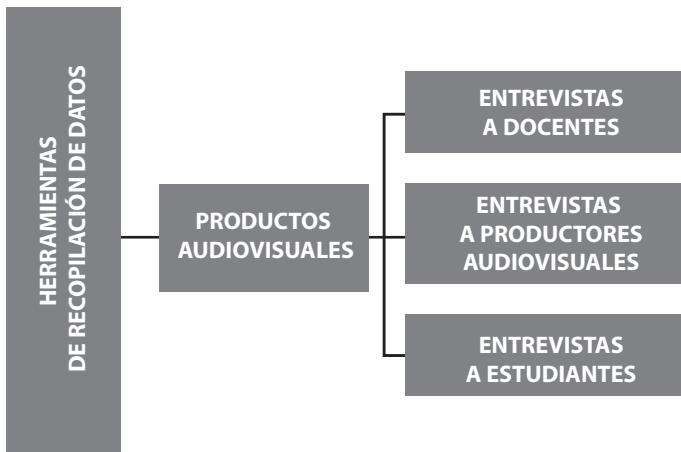 HERRAMIENTAS
DE RECOPILACIÓN DE DATOS
PRODUCTOS
AUDIOVISUALES
ENTREVISTAS
A DOCENTES
ENTREVISTAS
A PRODUCTORES
AUDIOVISUALES
ENTREVISTAS
A ESTUDIANTES